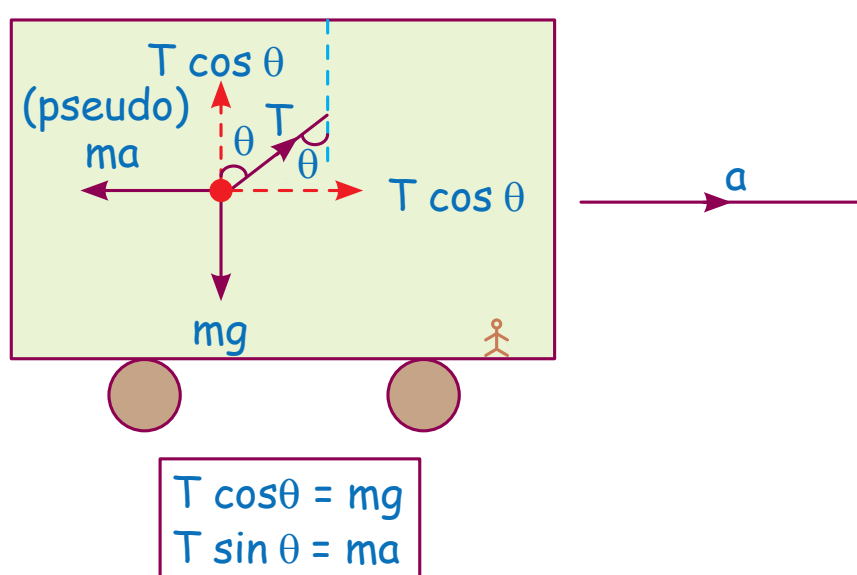 T cos θ
(pseudo)
ma
θ
T
θ
T cos θ
a
mg
T cosθ = mg
T sin θ = ma